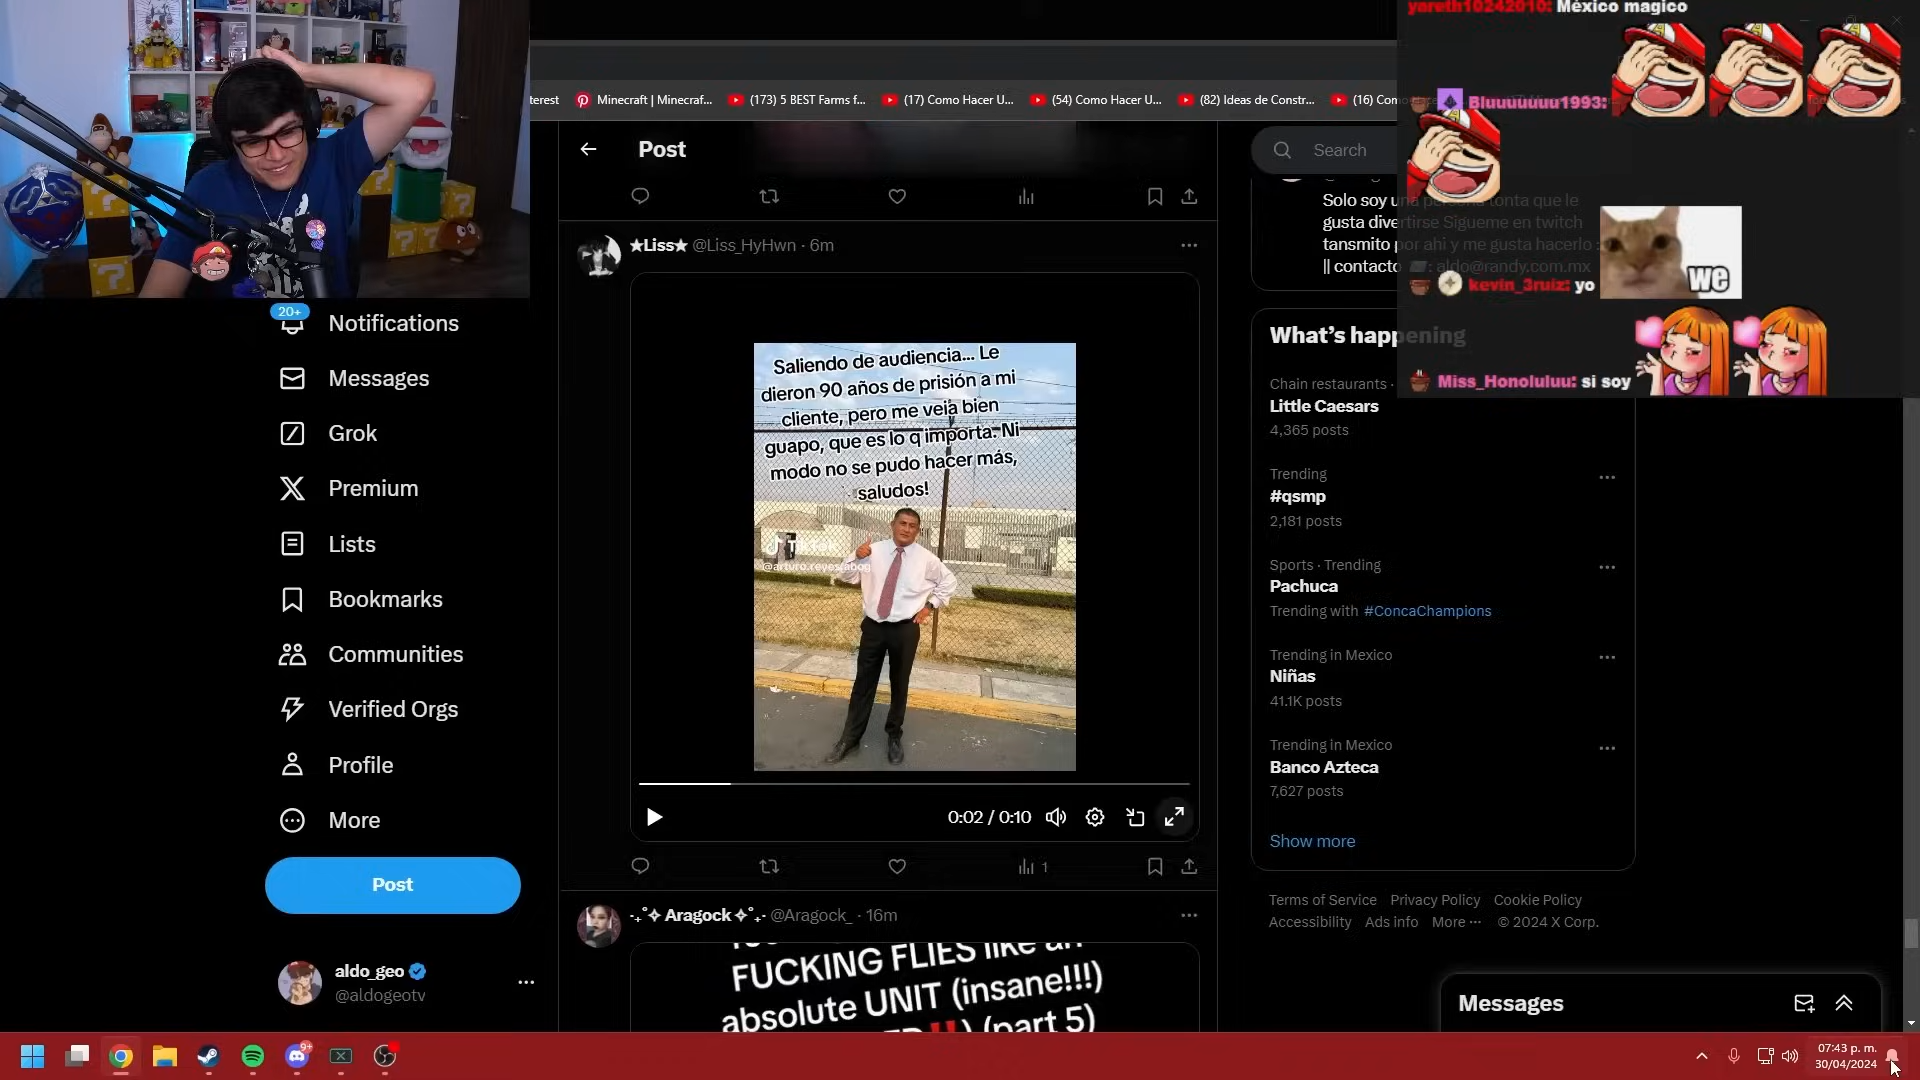 yareth10242010: México magico
Bluuuuuuu1993:
kevin_3ruiz: yo
we
Miss_Honoluluu: si soy
terest
Minecraft | Minecraf...
(173) 5 BEST Farms f...
(17) Como Hacer U...
(54) Como Hacer U...
(82) Ideas de Constr...
(16) Con
Post
Search
Solo soy una persona tonta que le
gusta divertirse Sigueme en twitch
tansmito por ahi y me gusta hacerlo :
|| contacto : aldo@randy.com.mx
20+
Notifications
Messages
Grok
Premium
Lists
Bookmarks
Communities
Verified Orgs
Profile
More
Post
aldo_geo
@aldogeotv
★Liss★ @Liss_HyHwn · 6m
Saliendo de audiencia... Le
dieron 90 años de prisión a mi
cliente, pero me veia bien
guapo, que es lo q importa. Ni
modo no se pudo hacer más,
saludos!
TikTok
@arturo.reyes.abog
0:02 / 0:10
1
Aragock @Aragock_ · 16m
FUCKING FLIES like an
absolute UNIT (insane!!!)
(part 5)
What's happening
Chain restaurants ·
Little Caesars
4,365 posts
Trending
#qsmp
2,181 posts
Sports · Trending
Pachuca
Trending with #ConcaChampions
Trending in Mexico
Niñas
41.1K posts
Trending in Mexico
Banco Azteca
7,627 posts
Show more
Terms of Service Privacy Policy Cookie Policy
Accessibility Ads info More ··· © 2024 X Corp.
Messages
9+
07:43 p. m.
30/04/2024